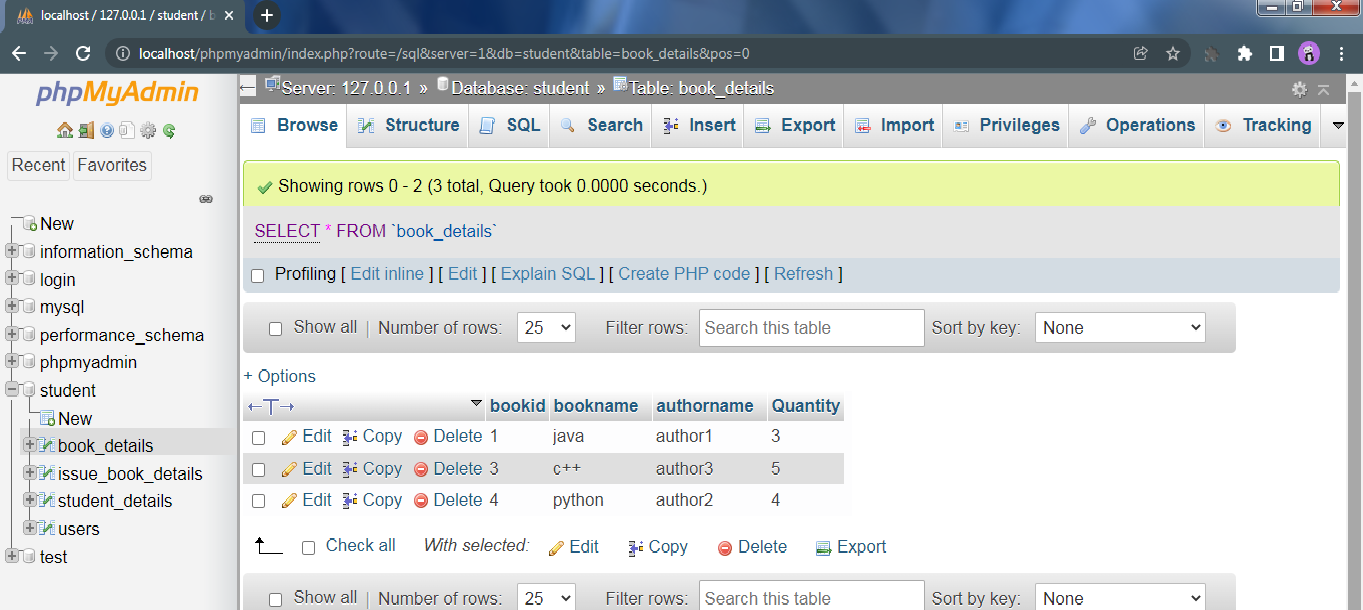 localhost / 127.0.0.1 / student / b
localhost/phpmyadmin/index.php?route=/sql&server=1&db=student&table=book_details&pos=0
phpMyAdmin
Recent Favorites
New
information_schema
login
mysql
performance_schema
phpmyadmin
student
New
book_details
issue_book_details
student_details
users
test
Server: 127.0.0.1 » Database: student » Table: book_details
Browse Structure SQL Search Insert Export Import Privileges Operations Tracking
Showing rows 0 - 2 (3 total, Query took 0.0000 seconds.)
SELECT * FROM `book_details`
Profiling [ Edit inline ] [ Edit ] [ Explain SQL ] [ Create PHP code ] [ Refresh ]
Show all | Number of rows: 25 Filter rows: Search this table Sort by key: None
+ Options
←T→ bookid bookname authorname Quantity
Edit Copy Delete 1 java author1 3
Edit Copy Delete 3 c++ author3 5
Edit Copy Delete 4 python author2 4
Check all With selected: Edit Copy Delete Export
Show all | Number of rows: 25 Filter rows: Search this table Sort by key: None